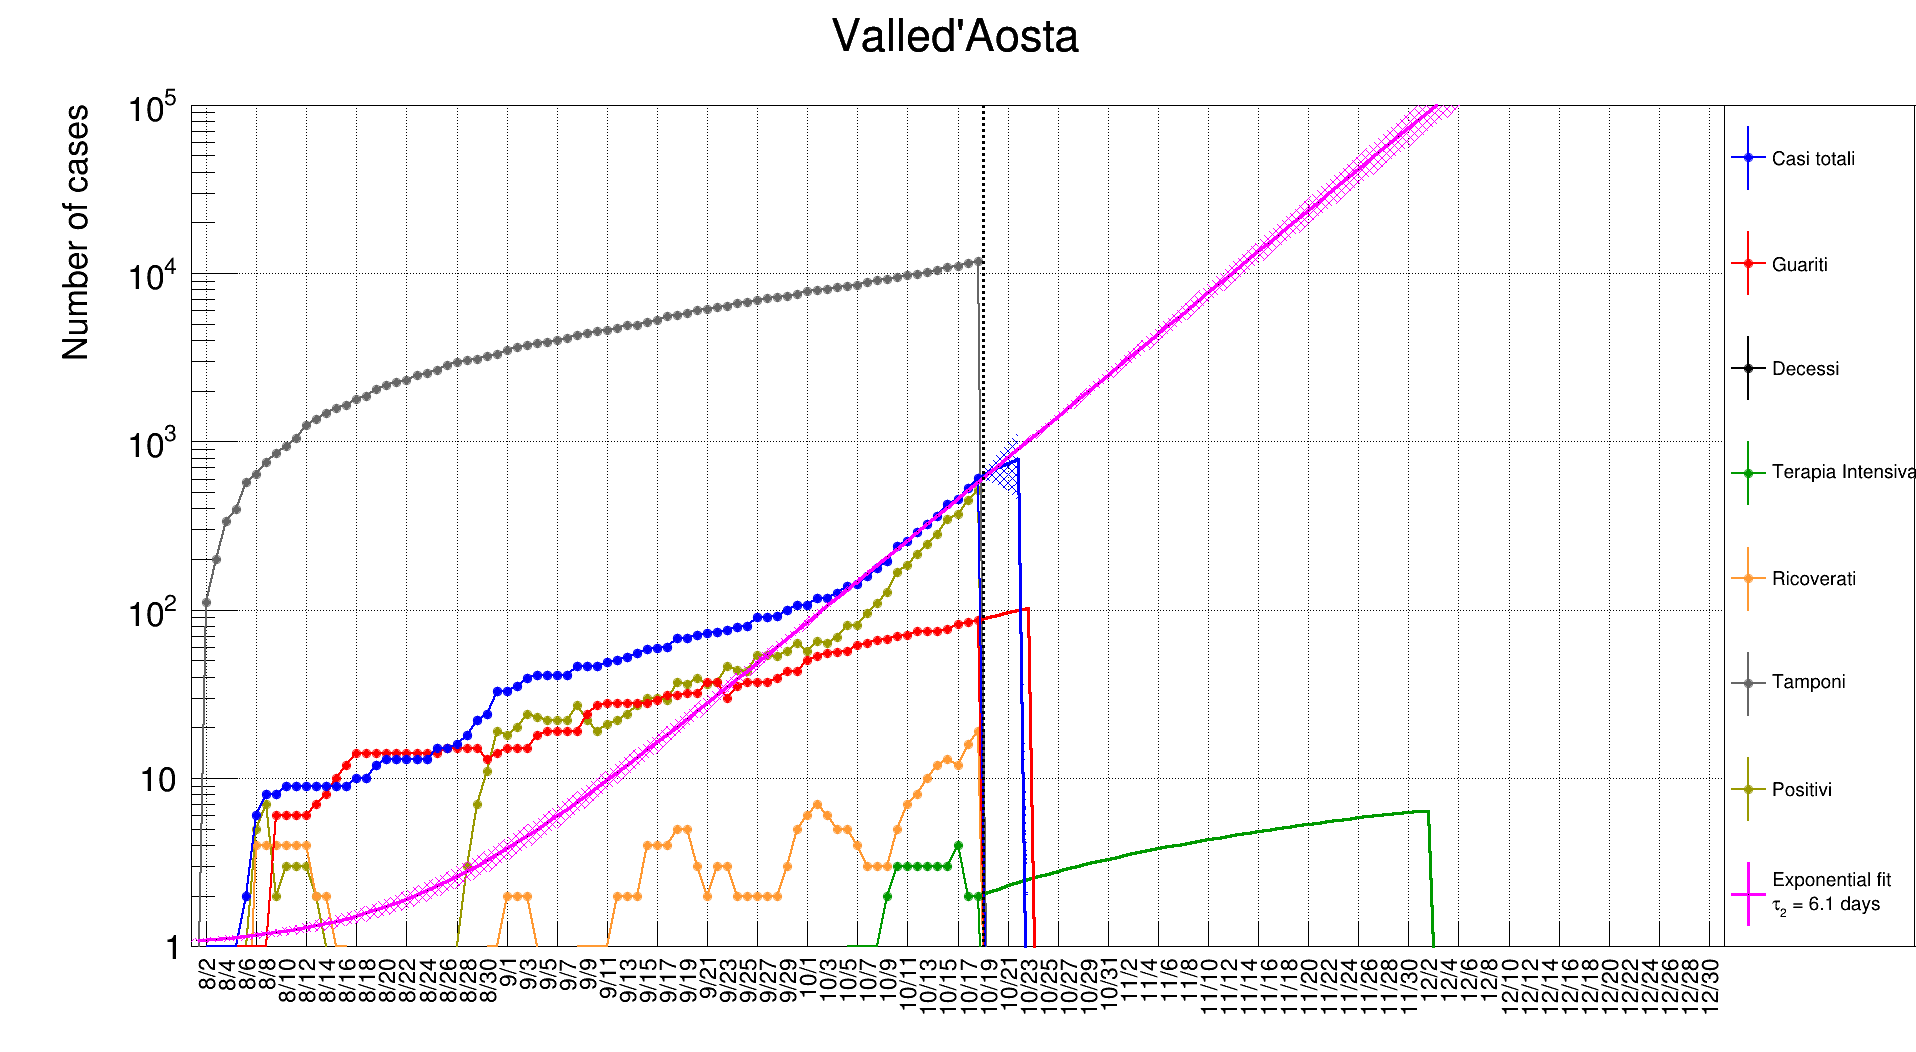 Valled'Aosta
Number of cases
10^5
10^4
10^3
10^2
10
1
8/2 8/4 8/6 8/8 8/10 8/12 8/14 8/16 8/18 8/20 8/22 8/24 8/26 8/28 8/30 9/1 9/3 9/5 9/7 9/9 9/11 9/13 9/15 9/17 9/19 9/21 9/23 9/25 9/27 9/29 10/1 10/3 10/5 10/7 10/9 10/11 10/13 10/15 10/17 10/19 10/21 10/23 10/25 10/27 10/29 10/31 11/2 11/4 11/6 11/8 11/10 11/12 11/14 11/16 11/18 11/20 11/22 11/24 11/26 11/28 11/30 12/2 12/4 12/6 12/8 12/10 12/12 12/14 12/16 12/18 12/20 12/22 12/24 12/26 12/28 12/30
Casi totali
Guariti
Decessi
Terapia Intensiva
Ricoverati
Tamponi
Positivi
Exponential fit
τ_2 = 6.1 days